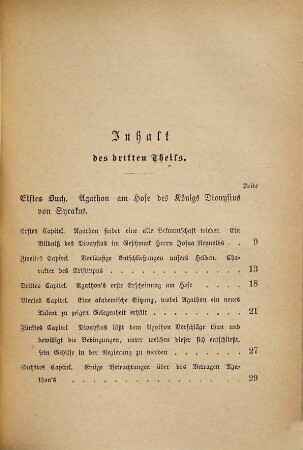 Inhalt
des dritten Theils.
Seite
Elftes Buch. Agathon am Hofe des Königs Dionysius
von Syrakus.
Erstes Capitel. Agathon findet eine alte Bekanntschaft wieder. Ein
Bildniß des Dionysius im Geschmack Herrn Josua Reynolds . 9
Zweites Capitel. Vorläufige Entschließungen unsers Helden. Cha-
rakter des Aristippus . . . . . . . . 13
Drittes Capitel. Agathon's erste Erscheinung am Hofe . . . 18
Viertes Capitel. Eine akademische Sitzung, wobei Agathon ein neues
Talent zu zeigen Gelegenheit erhält . . . . . . 21
Fünftes Capitel. Dionysius läßt dem Agathon Vorschläge thun und
bewilligt die Bedingungen, unter welchen dieser sich entschließt,
sein Gehilfe in der Regierung zu werden . . . . . 27
Sechstes Capitel. Einige Betrachtungen über das Betragen Aga-
thon's . . . . . . . . . . 29